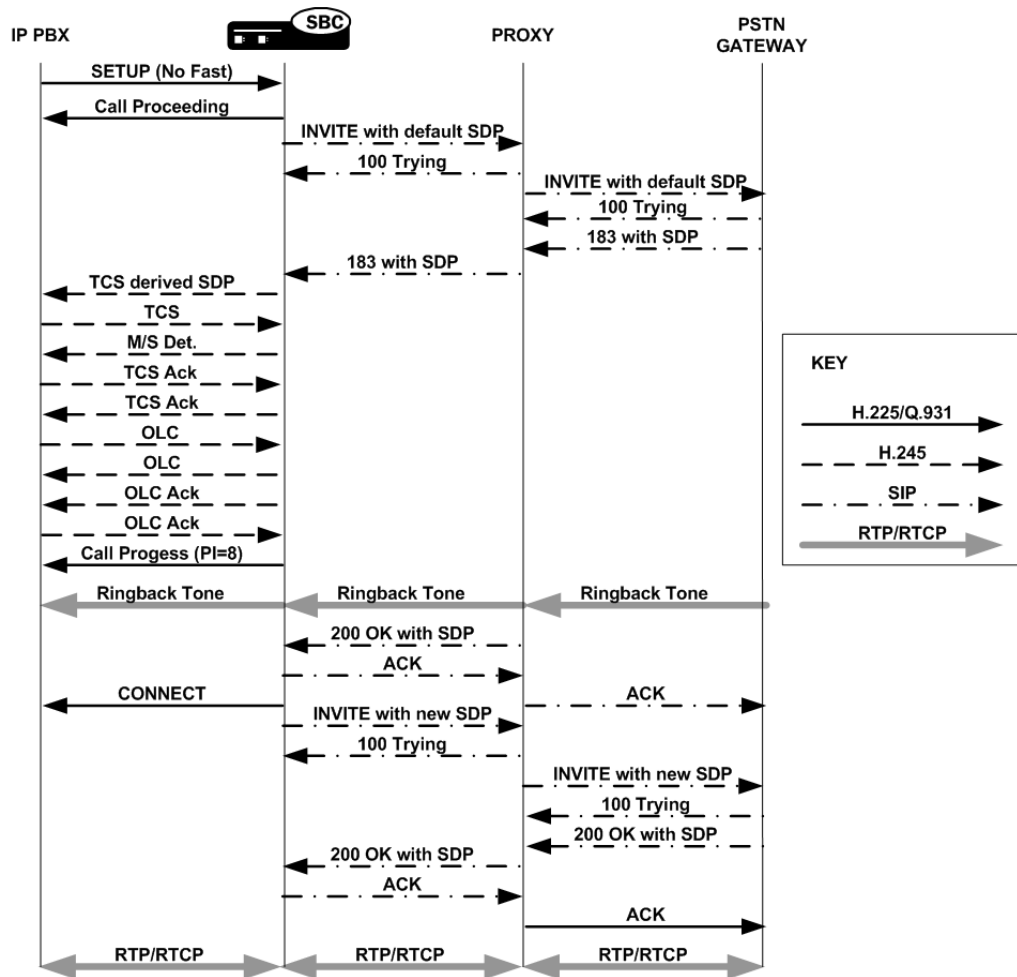 IP PBX
SBC
PROXY
PSTN
GATEWAY
SETUP (No Fast)
Call Proceeding
INVITE with default SDP
100 Trying
INVITE with default SDP
100 Trying
183 with SDP
183 with SDP
TCS derived SDP
TCS
M/S Det.
TCS Ack
TCS Ack
OLC
OLC
OLC Ack
OLC Ack
Call Progess (PI=8)
Ringback Tone
Ringback Tone
Ringback Tone
200 OK with SDP
ACK
CONNECT
ACK
INVITE with new SDP
100 Trying
INVITE with new SDP
100 Trying
200 OK with SDP
200 OK with SDP
ACK
ACK
RTP/RTCP
RTP/RTCP
RTP/RTCP
KEY
H.225/Q.931
H.245
SIP
RTP/RTCP